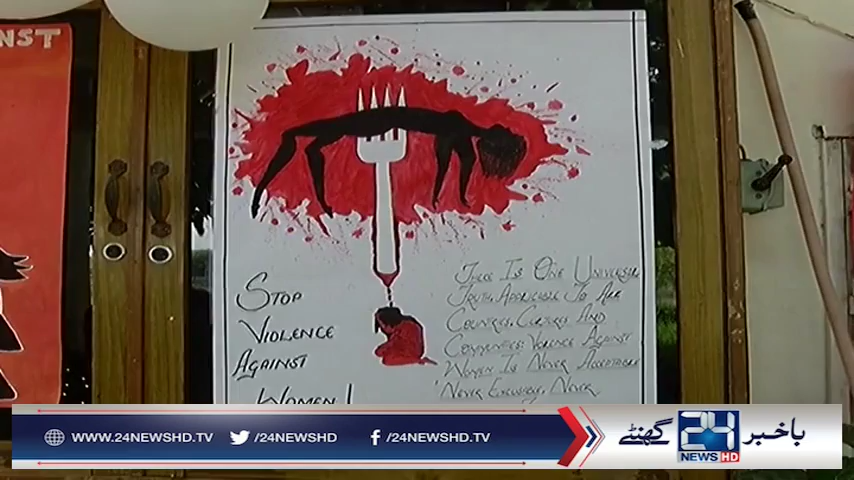 NST
STOP
VIOLENCE
AGAINST
WOMEN!
THERE IS ONE UNIVERSAL
TRUTH, APPLICABLE TO ALL
COUNTRIES, CULTURES AND
COMMUNITIES: VIOLENCE AGAINST
WOMEN IS NEVER ACCEPTABLE
NEVER EXCUSABLE, NEVER
WWW.24NEWSHD.TV /24NEWSHD /24NEWSHD
باخبر 24 گھنٹے
NEWS HD